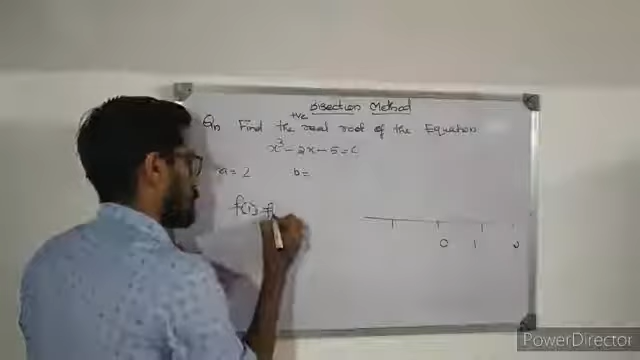 Bisection Method
+ve
Qn Find the real root of the Equation
x³ - 2x - 5 = 0
a = 2 b =
f(1) f
0 1
PowerDirector